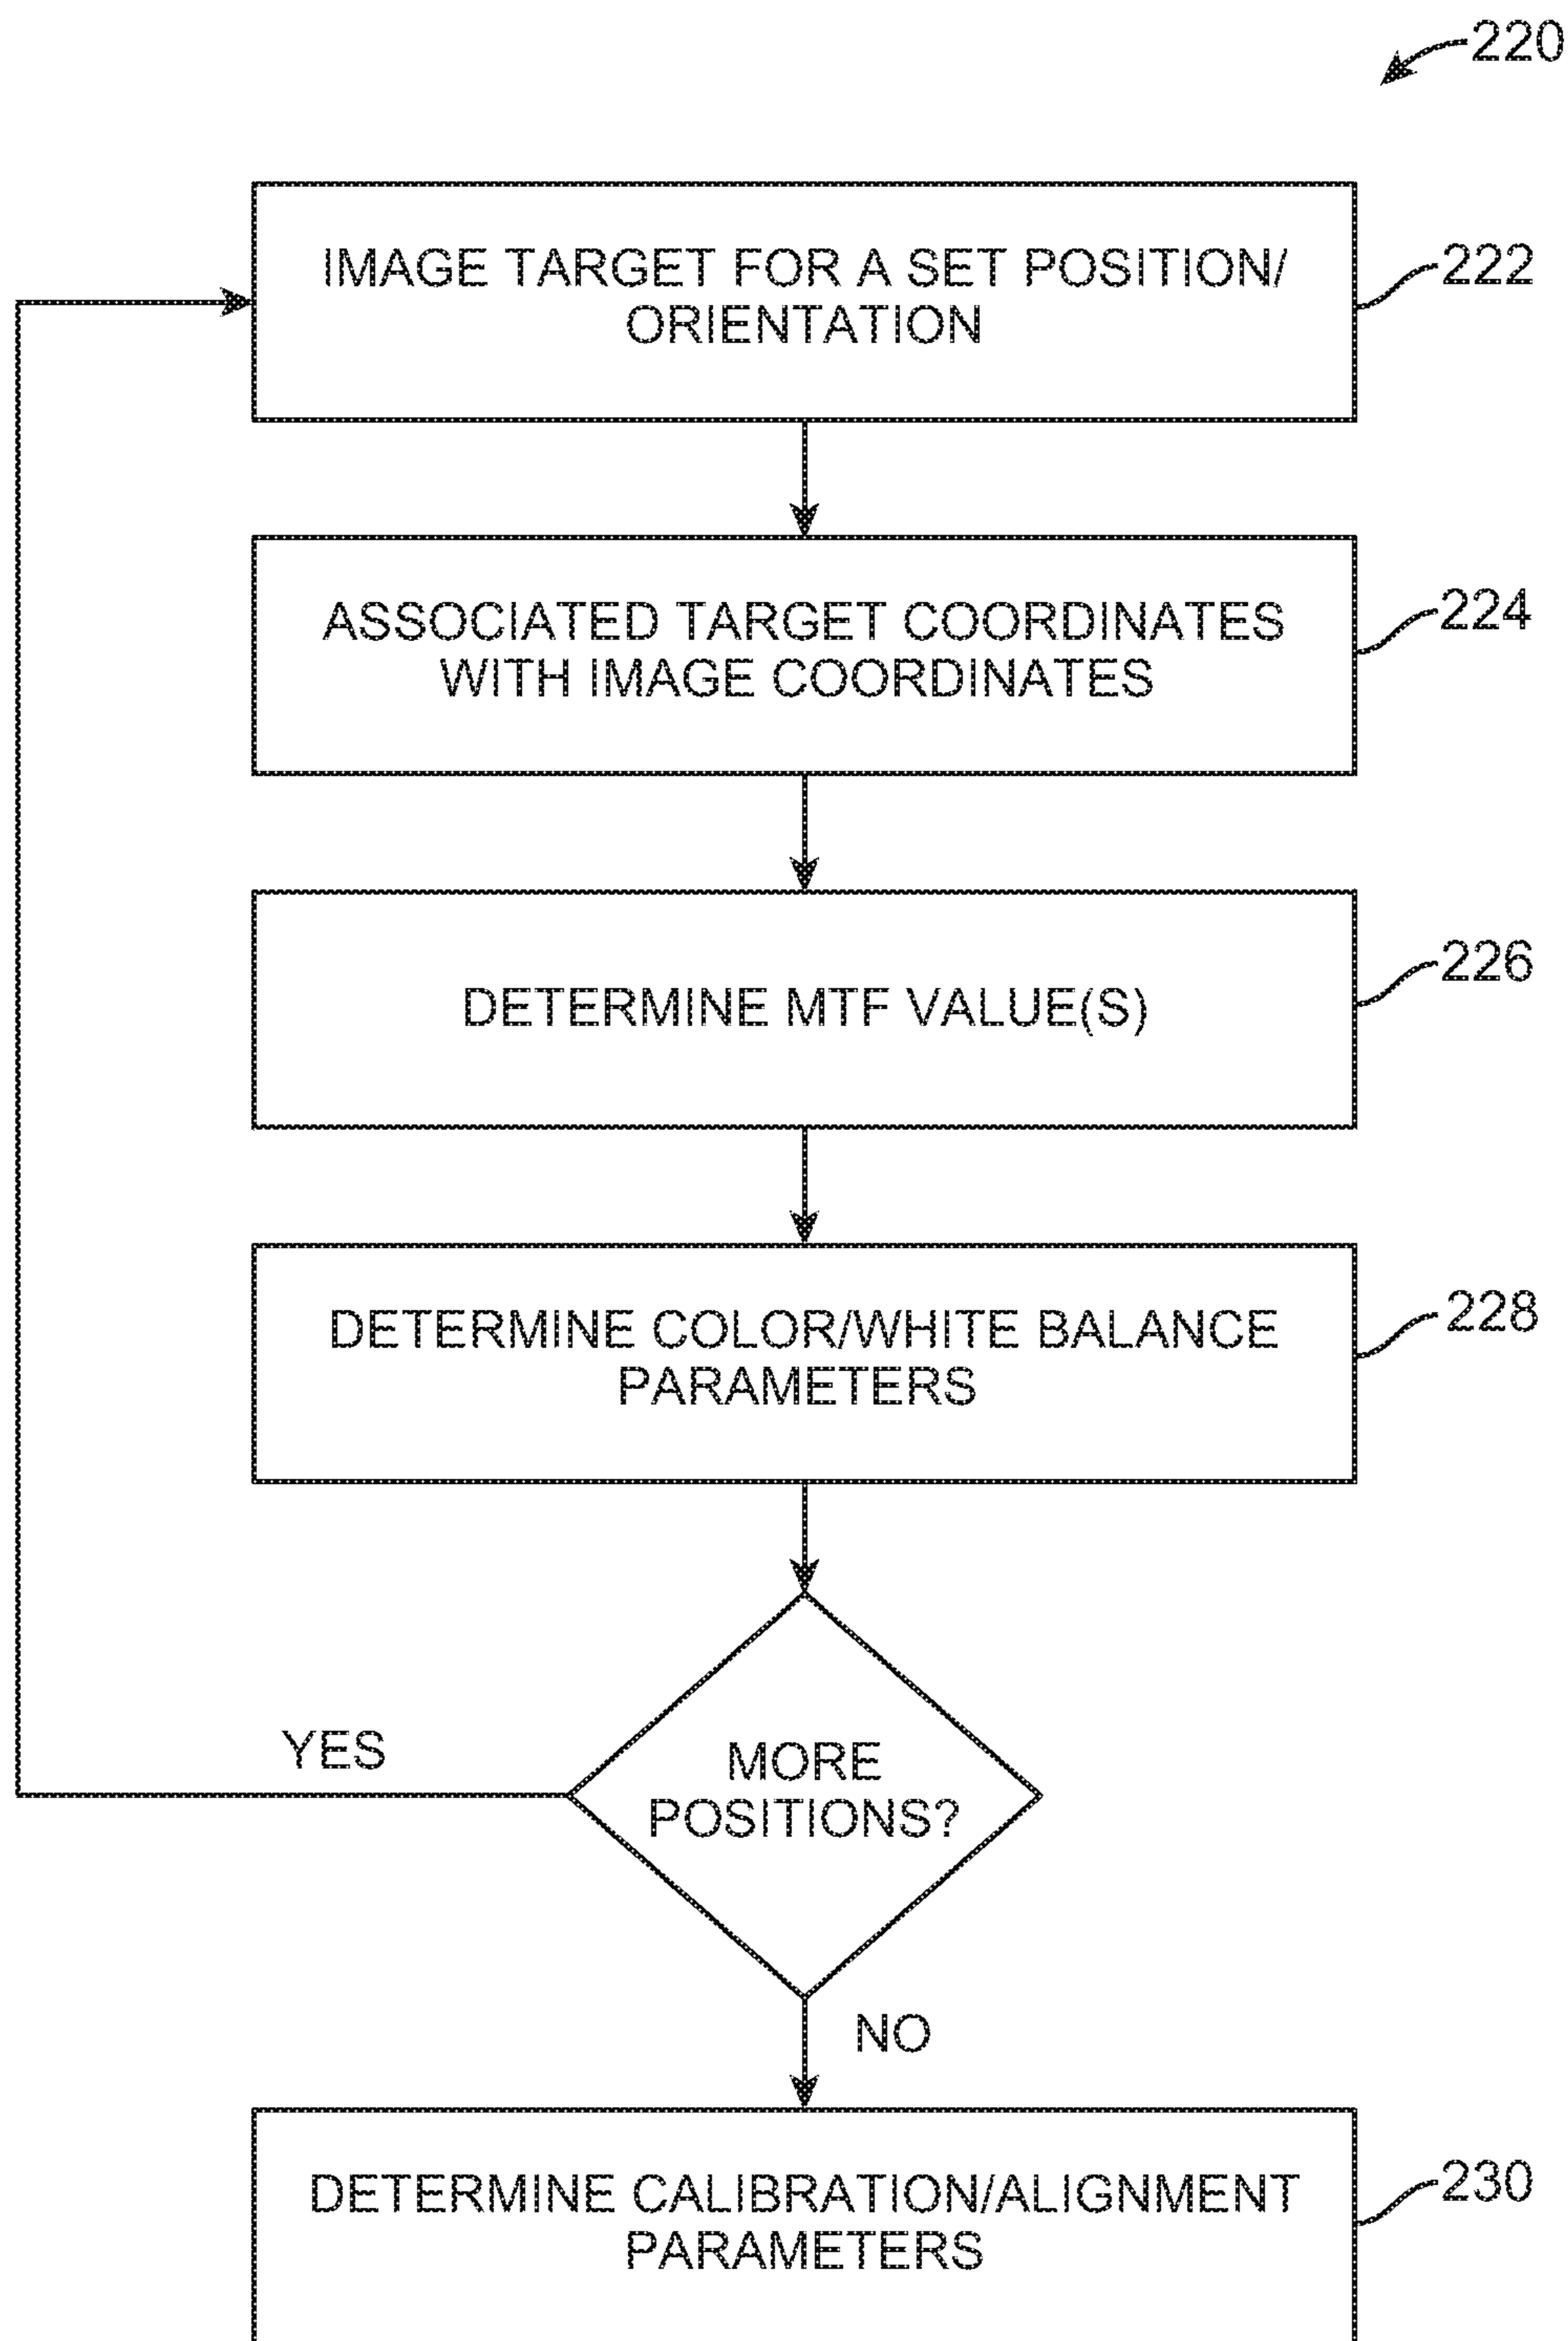 220
IMAGE TARGET FOR A SET POSITION/
ORIENTATION
222
ASSOCIATED TARGET COORDINATES
WITH IMAGE COORDINATES
224
DETERMINE MTF VALUE(S)
226
DETERMINE COLOR/WHITE BALANCE
PARAMETERS
228
YES
MORE
POSITIONS?
NO
DETERMINE CALIBRATION/ALIGNMENT
PARAMETERS
230